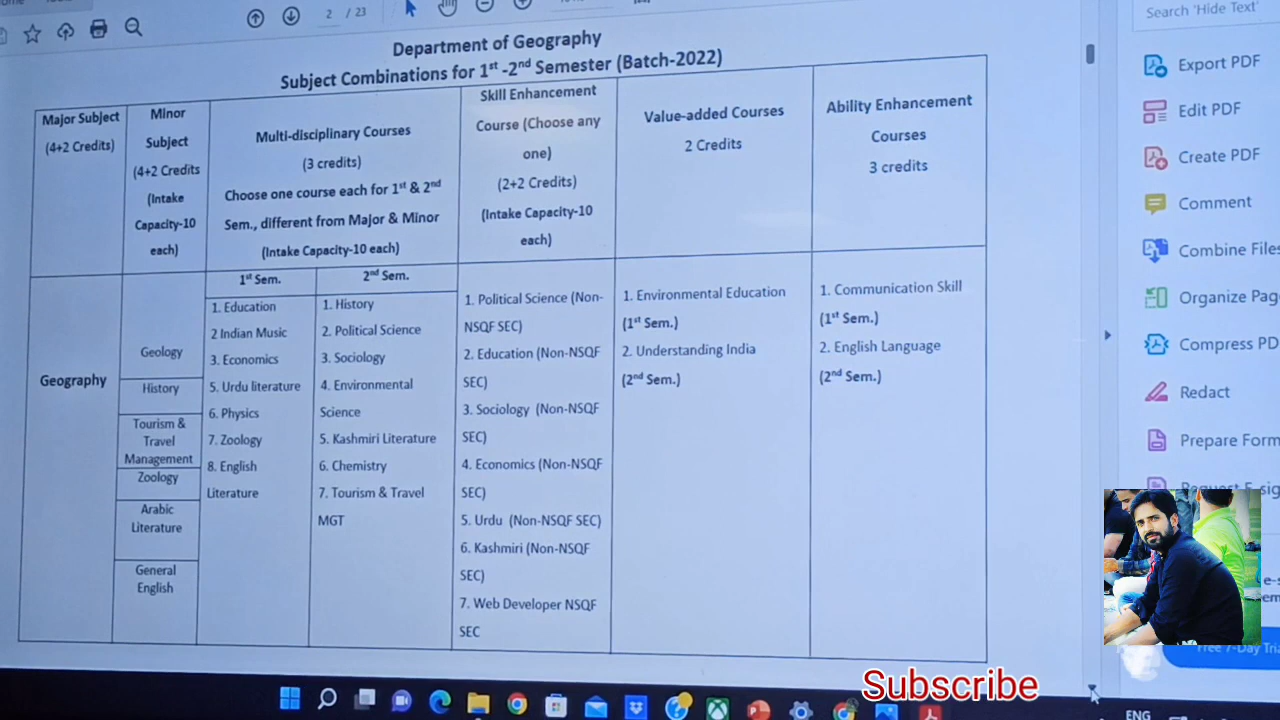 2 / 23
Search 'Hide Text'
Export PDF
Edit PDF
Create PDF
Comment
Combine Files
Compress PD
Redact
Prepare Form
Free 7-Day Tria
Department of Geography
Subject Combinations for 1st -2nd Semester (Batch-2022)
Major Subject
(4+2 Credits)
Minor
Subject
(4+2 Credits
(Intake
Capacity-10
each)
Multi-disciplinary Courses
(3 credits)
Choose one course each for 1st & 2nd
Sem., different from Major & Minor
(Intake Capacity-10 each)
Skill Enhancement
Course (Choose any
one)
(2+2 Credits)
(Intake Capacity-10
each)
Value-added Courses
2 Credits
Ability Enhancement
Courses
3 credits
Geography
Geology
History
Tourism &
Travel
Management
Zoology
Arabic
Literature
General
English
1st Sem.
1. Education
2 Indian Music
3. Economics
5. Urdu literature
6. Physics
7. Zoology
8. English
Literature
2nd Sem.
1. History
2. Political Science
3. Sociology
4. Environmental
Science
5. Kashmiri Literature
6. Chemistry
7. Tourism & Travel
MGT
1. Political Science (Non-
NSQF SEC)
2. Education (Non-NSQF
SEC)
3. Sociology (Non-NSQF
SEC)
4. Economics (Non-NSQF
SEC)
5. Urdu (Non-NSQF SEC)
6. Kashmiri (Non-NSQF
SEC)
7. Web Developer NSQF
SEC
1. Environmental Education
(1st Sem.)
2. Understanding India
(2nd Sem.)
1. Communication Skill
(1st Sem.)
2. English Language
(2nd Sem.)
Subscribe
ENG